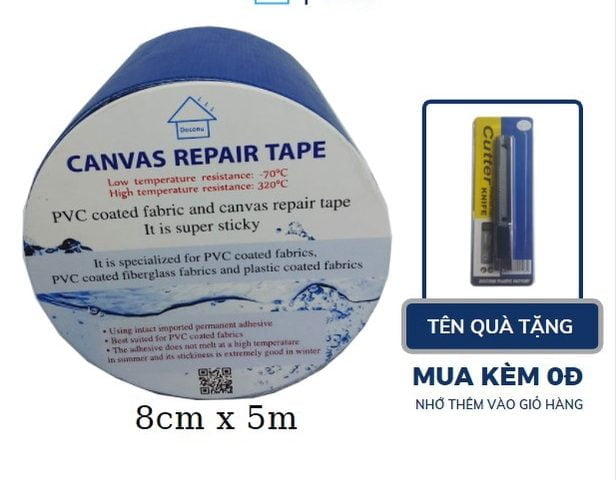 Docons
CANVAS REPAIR TAPE
Low temperature resistance: -70°C
High temperature resistance: 320°C
PVC coated fabric and canvas repair tape
It is super sticky
It is specialized for PVC coated fabrics,
PVC coated fiberglass fabrics and plastic coated fabrics
• Using intact imported permanent adhesive
• Best suited for PVC coated fabrics
• The adhesive does not melt at a high temperature
in summer and its stickiness is extremely good in winter
8cm x 5m
Cutter
KNIFE
TÊN QUÀ TẶNG
MUA KÈM 0Đ
NHỚ THÊM VÀO GIỎ HÀNG